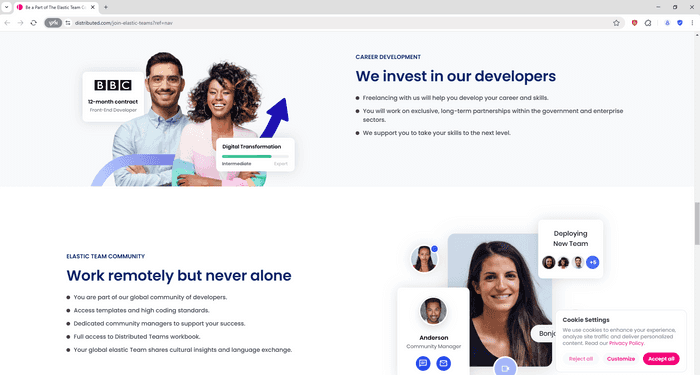 Be a Part of The Elastic Team Co
distributed.com/join-elastic-teams?ref=nav
BBC
12-month contract
Front-End Developer
Digital Transformation
Intermediate
Expert
CAREER DEVELOPMENT
We invest in our developers
Freelancing with us will help you develop your career and skills.
You will work on exclusive, long-term partnerships within the government and enterprise
sectors.
We support you to take your skills to the next level.
ELASTIC TEAM COMMUNITY
Work remotely but never alone
You are part of our global community of developers.
Access templates and high coding standards.
Dedicated community managers to support your success.
Full access to Distributed Teams workbook.
Your global elastic Team shares cultural insights and language exchange.
Deploying
New Team
+6
Anderson
Community Manager
Bonj
Cookie Settings
We use cookies to enhance your experience,
analyze site traffic and deliver personalized
content. Read our Privacy Policy
Reject all
Customize
Accept all